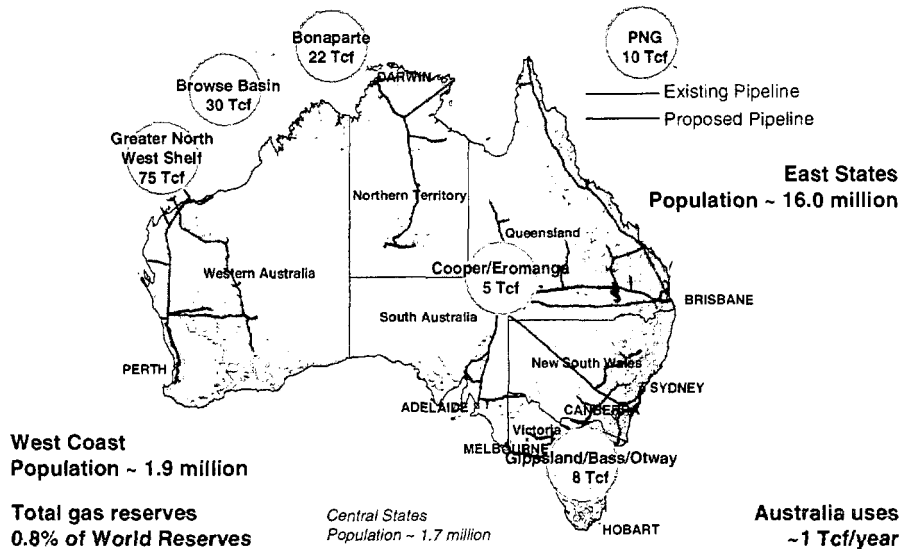 Bonaparte
22 Tcf
PNG
10 Tcf
Browse Basin
30 Tcf
DARWIN
Existing Pipeline
Proposed Pipeline
Greater North
West Shelf
75 Tcf
East States
Population ~ 16.0 million
Northern Territory
Queensland
Cooper/Eromanga
5 Tcf
Western Australia
BRISBANE
South Australia
New South Wales
PERTH
SYDNEY
ADELAIDE
CANBERRA
Victoria
MELBOURNE
Gippsland/Bass/Otway
8 Tcf
West Coast
Population ~ 1.9 million
Total gas reserves
0.8% of World Reserves
Central States
Population ~ 1.7 million
Australia uses
~1 Tcf/year
HOBART